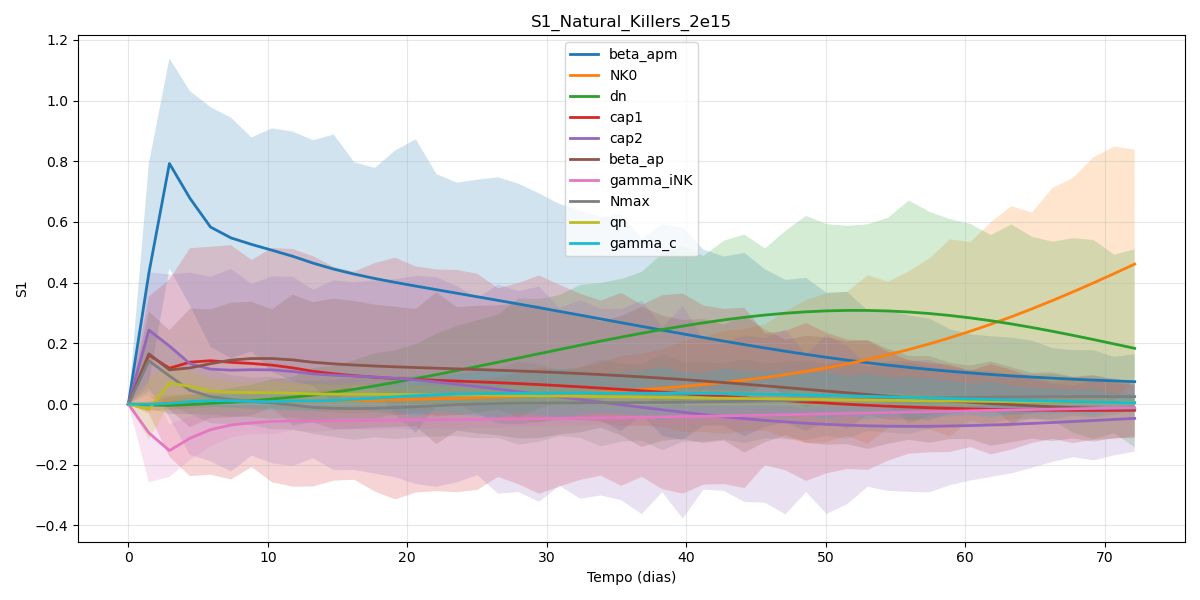 S1_Natural_Killers_2e15
1.2
1.0
0.8
0.6
0.4
0.2
0.0
−0.2
−0.4
S1
beta_apm
NK0
dn
cap1
cap2
beta_ap
gamma_iNK
Nmax
qn
gamma_c
0 10 20 30 40 50 60 70
Tempo (dias)